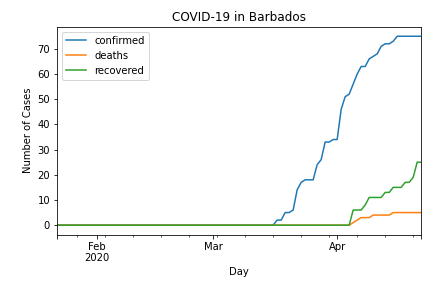 COVID-19 in Barbados
confirmed
deaths
recovered
Number of Cases
70
60
50
40
30
20
10
0
Feb
2020
Mar
Apr
Day